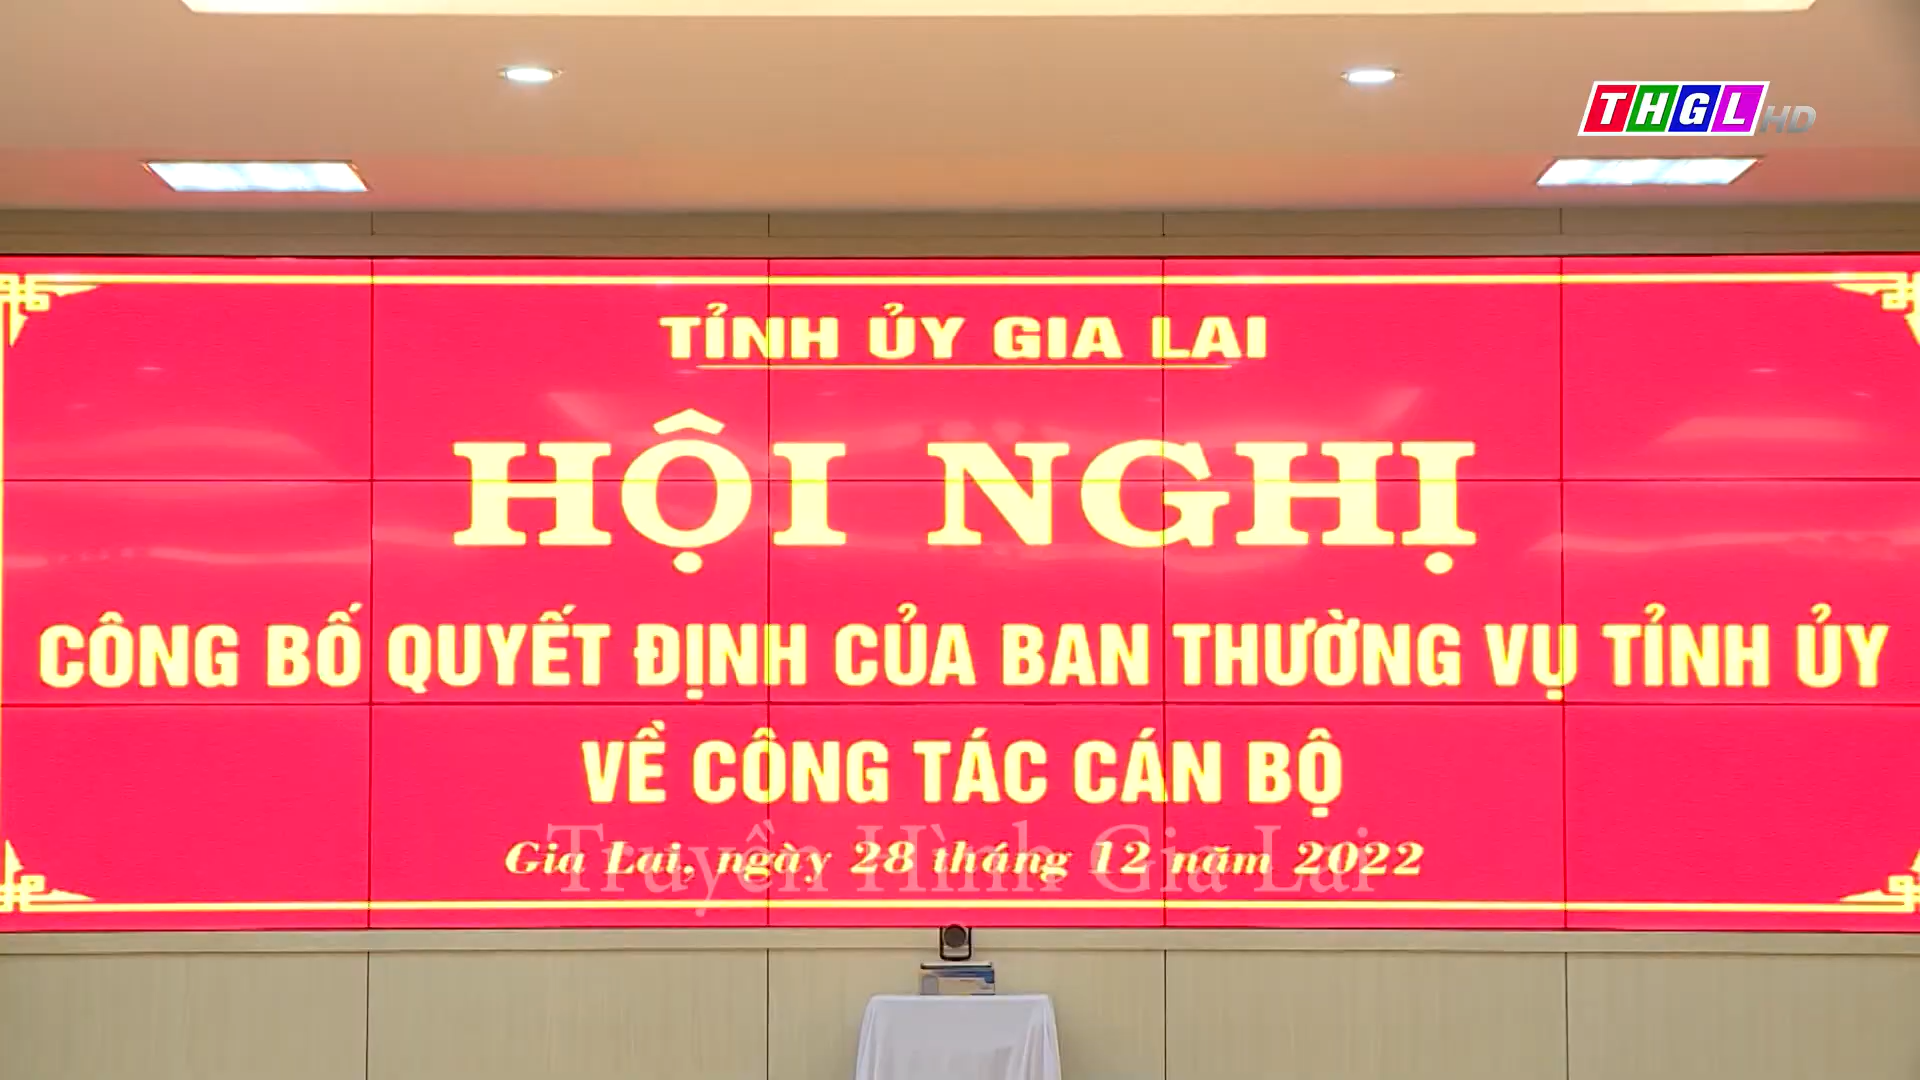 THGL HD
TỈNH ỦY GIA LAI
HỘI NGHỊ
CÔNG BỐ QUYẾT ĐỊNH CỦA BAN THƯỜNG VỤ TỈNH ỦY
VỀ CÔNG TÁC CÁN BỘ
Gia Lai, ngày 28 tháng 12 năm 2022
Truyền Hình Gia Lai